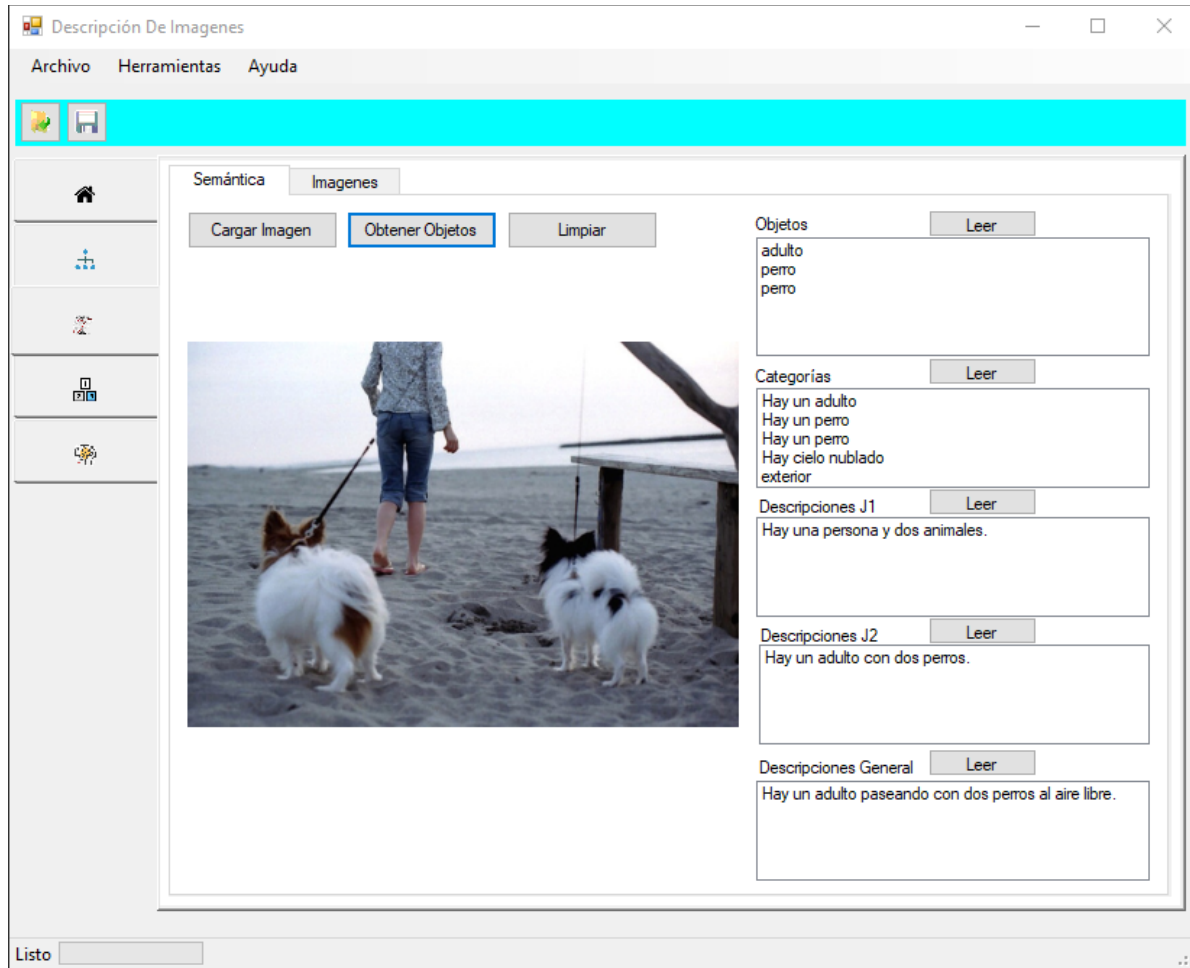 Descripción De Imagenes
Archivo Herramientas Ayuda
Semántica Imagenes
Cargar Imagen Obtener Objetos Limpiar
Objetos Leer
adulto
perro
perro
Categorías Leer
Hay un adulto
Hay un perro
Hay un perro
Hay cielo nublado
exterior
Descripciones J1 Leer
Hay una persona y dos animales.
Descripciones J2 Leer
Hay un adulto con dos perros.
Descripciones General Leer
Hay un adulto paseando con dos perros al aire libre.
Listo